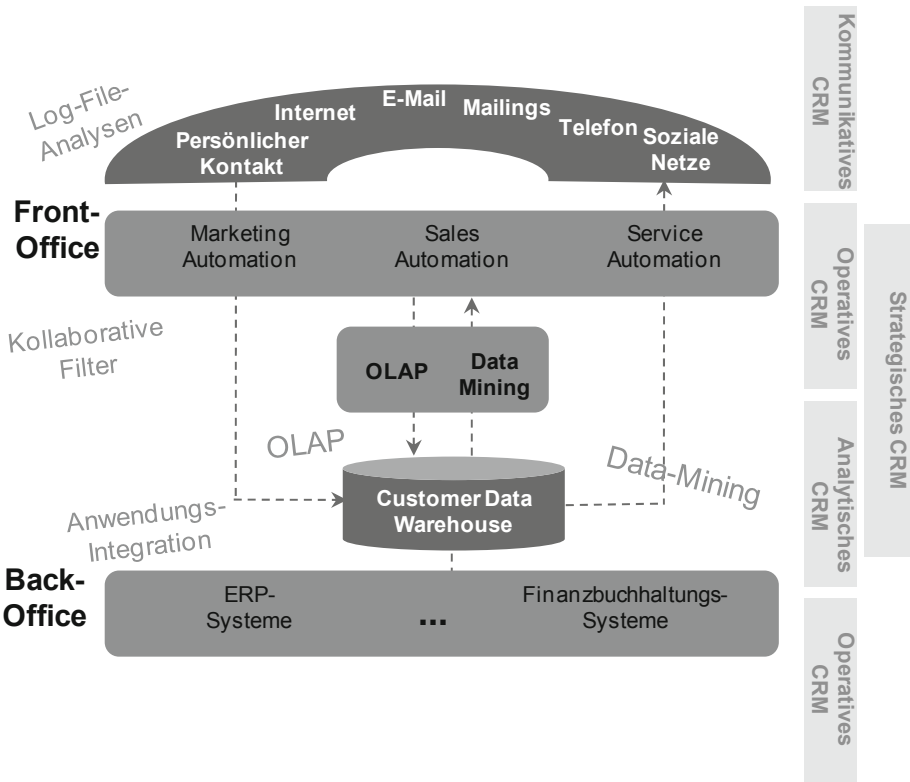 Log-File-
Analysen
Persönlicher
Kontakt
Internet
E-Mail
Mailings
Telefon
Soziale
Netze
Kommunikatives
CRM
Front-
Office
Marketing
Automation
Sales
Automation
Service
Automation
Operatives
CRM
Strategisches CRM
Kollaborative
Filter
OLAP
Data
Mining
OLAP
Data-Mining
Customer Data
Warehouse
Analytisches
CRM
Anwendungs-
Integration
Back-
Office
ERP-
Systeme
...
Finanzbuchhaltungs-
Systeme
Operatives
CRM